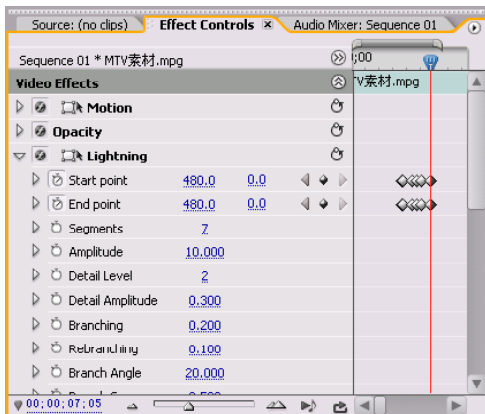 Source: (no clips) Effect Controls × Audio Mixer: Sequence 01
Sequence 01 * MTV素材.mpg ;00
Video Effects V素材.mpg
Motion
Opacity
Lightning
Start point 480.0 0.0
End point 480.0 0.0
Segments 7
Amplitude 10.000
Detail Level 2
Detail Amplitude 0.300
Branching 0.200
Rebranching 0.100
Branch Angle 20.000
00;00;07;05